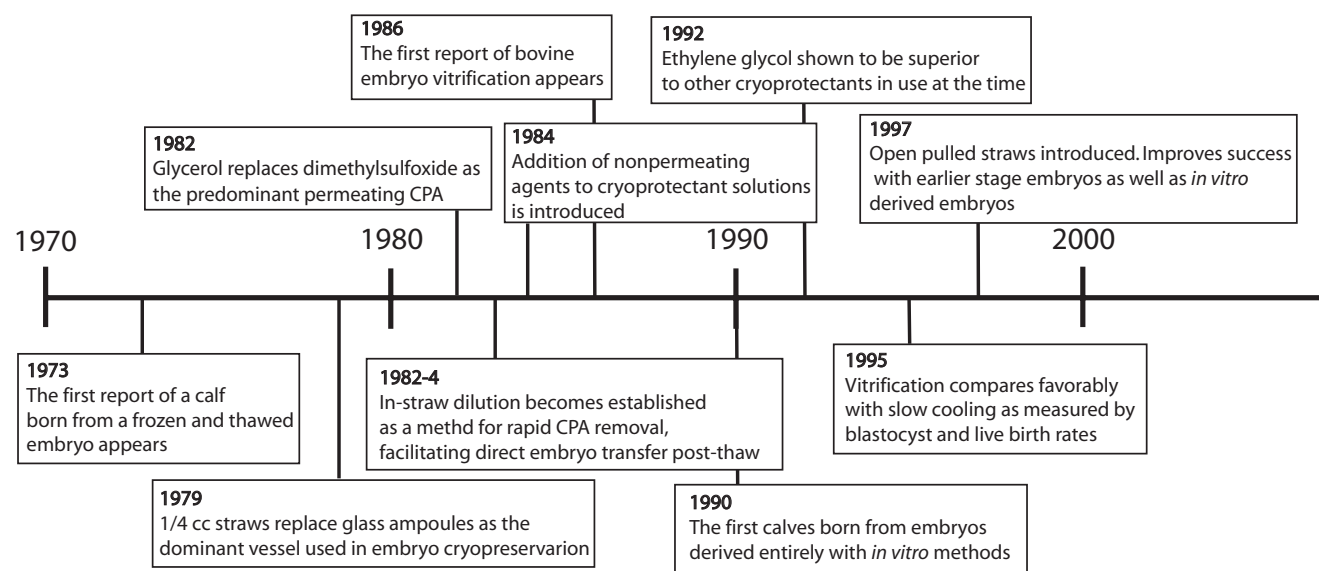 1986
The first report of bovine
embryo vitrification appears
1992
Ethylene glycol shown to be superior
to other cryoprotectants in use at the time
1982
Glycerol replaces dimethylsulfoxide as
the predominant permeating CPA
1984
Addition of nonpermeating
agents to cryoprotectant solutions
is introduced
1997
Open pulled straws introduced. Improves success
with earlier stage embryos as well as in vitro
derived embryos
1970
1980
1990
2000
1973
The first report of a calf
born from a frozen and thawed
embryo appears
1982-4
In-straw dilution becomes established
as a methd for rapid CPA removal,
facilitating direct embryo transfer post-thaw
1995
Vitrification compares favorably
with slow cooling as measured by
blastocyst and live birth rates
1979
1/4 cc straws replace glass ampoules as the
dominant vessel used in embryo cryopreservarion
1990
The first calves born from embryos
derived entirely with in vitro methods